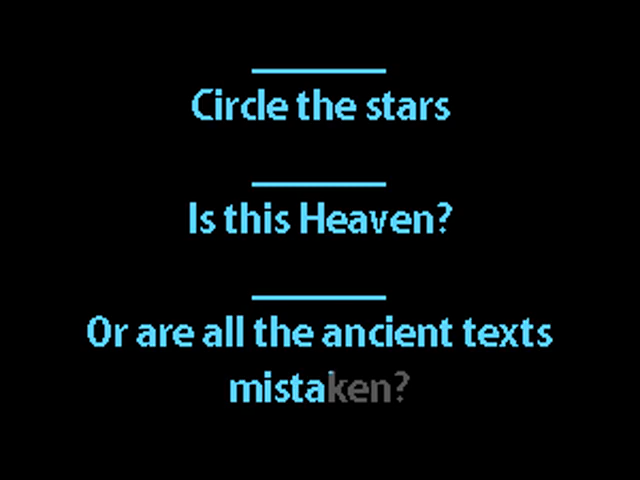 Circle the stars
Is this Heaven?
Or are all the ancient texts
mistaken?